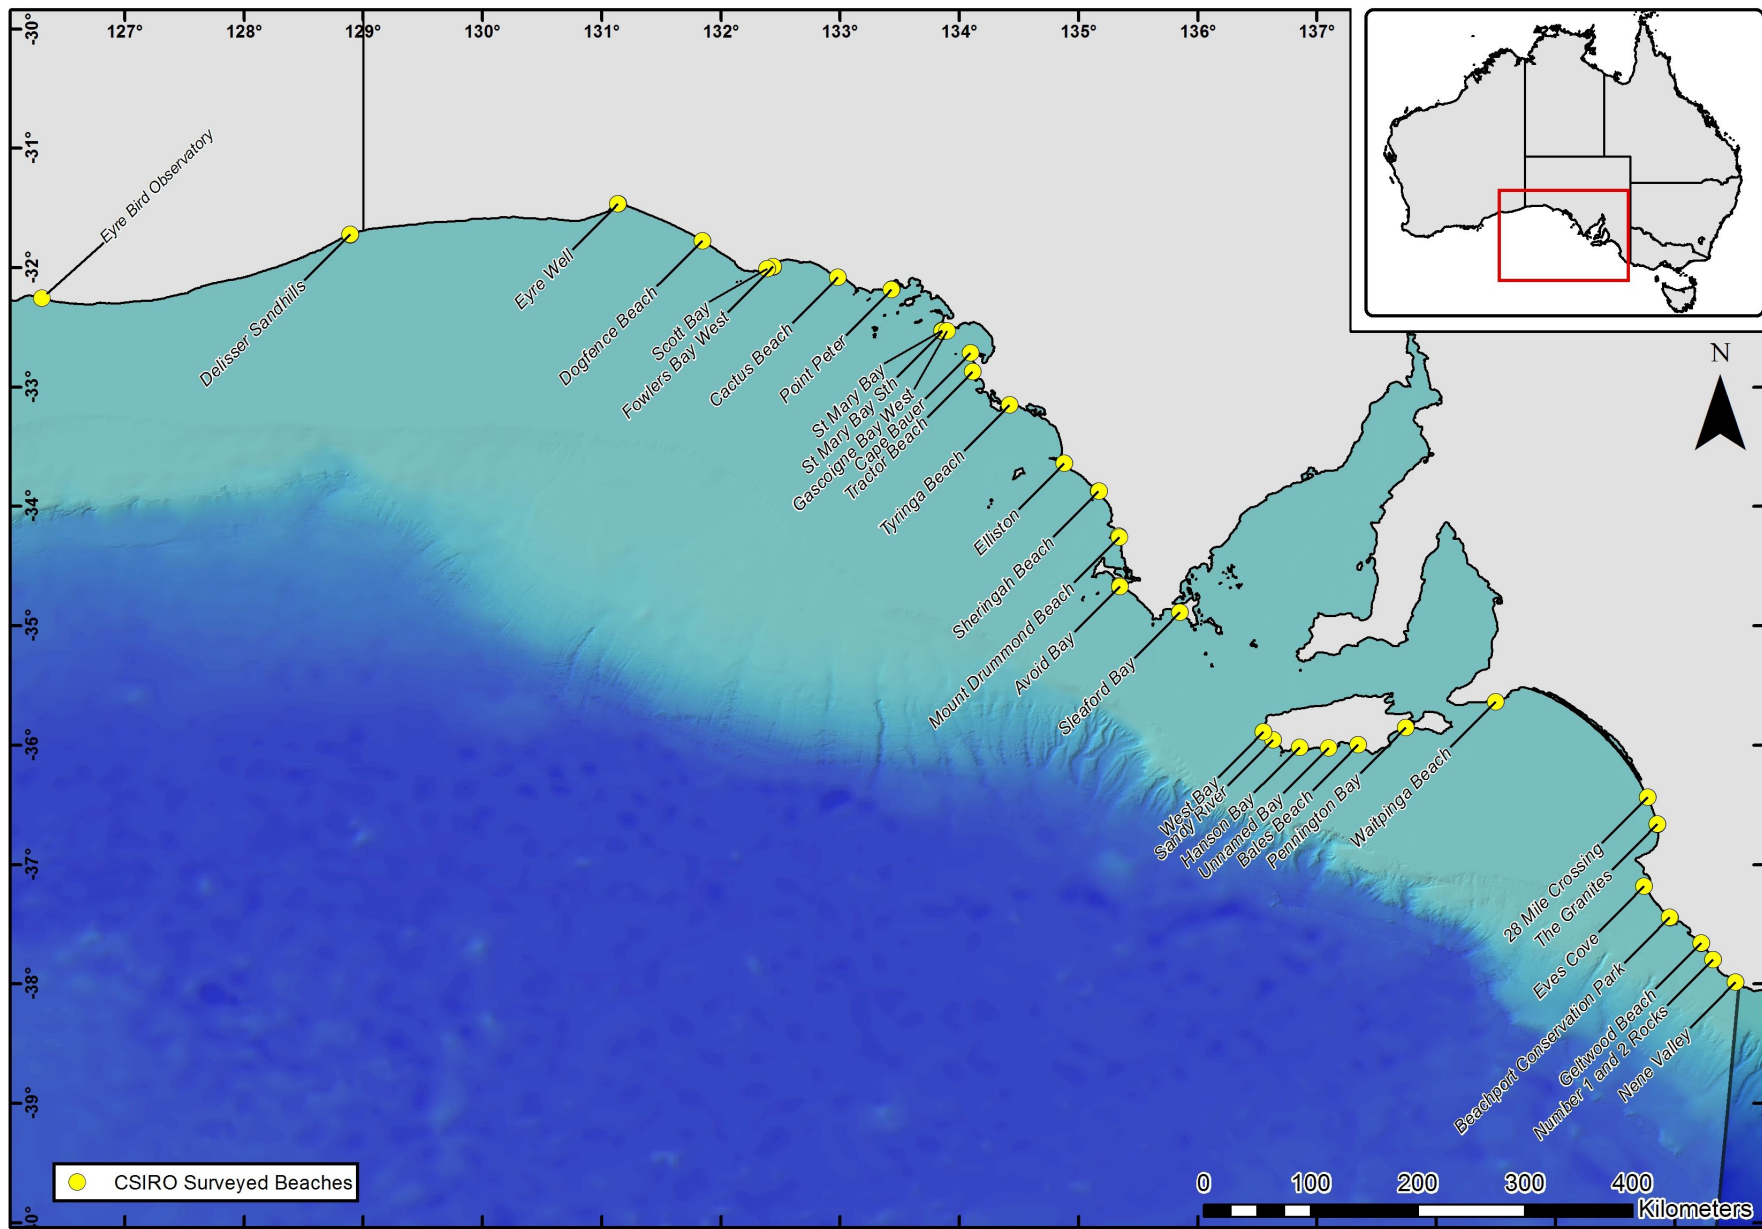 127° 128° 129° 130° 131° 132° 133° 134° 135° 136° 137°
-30°
-31°
-32°
-33°
-34°
-35°
-36°
-37°
-38°
-39°
N
Eyre Bird Observatory
Delisser Sandhills
Eyre Well
Dogfence Beach
Scott Bay
Fowlers Bay West
Cactus Beach
Point Peter
St Mary Bay
St Mary Bay Sth
Gascoigne Bay West
Cape Bauer
Tractor Beach
Tyringa Beach
Elliston
Sheringah Beach
Mount Drummond Beach
Avoid Bay
Sleaford Bay
West Bay
Sandy River
Hanson Bay
Unnamed Bay
Bales Beach
Pennington Bay
Waitpinga Beach
28 Mile Crossing
The Granites
Eves Cove
Beachport Conservation Park
Geltwood Beach
Number 1 and 2 Rocks
Nene Valley
CSIRO Surveyed Beaches
0 100 200 300 400
Kilometers